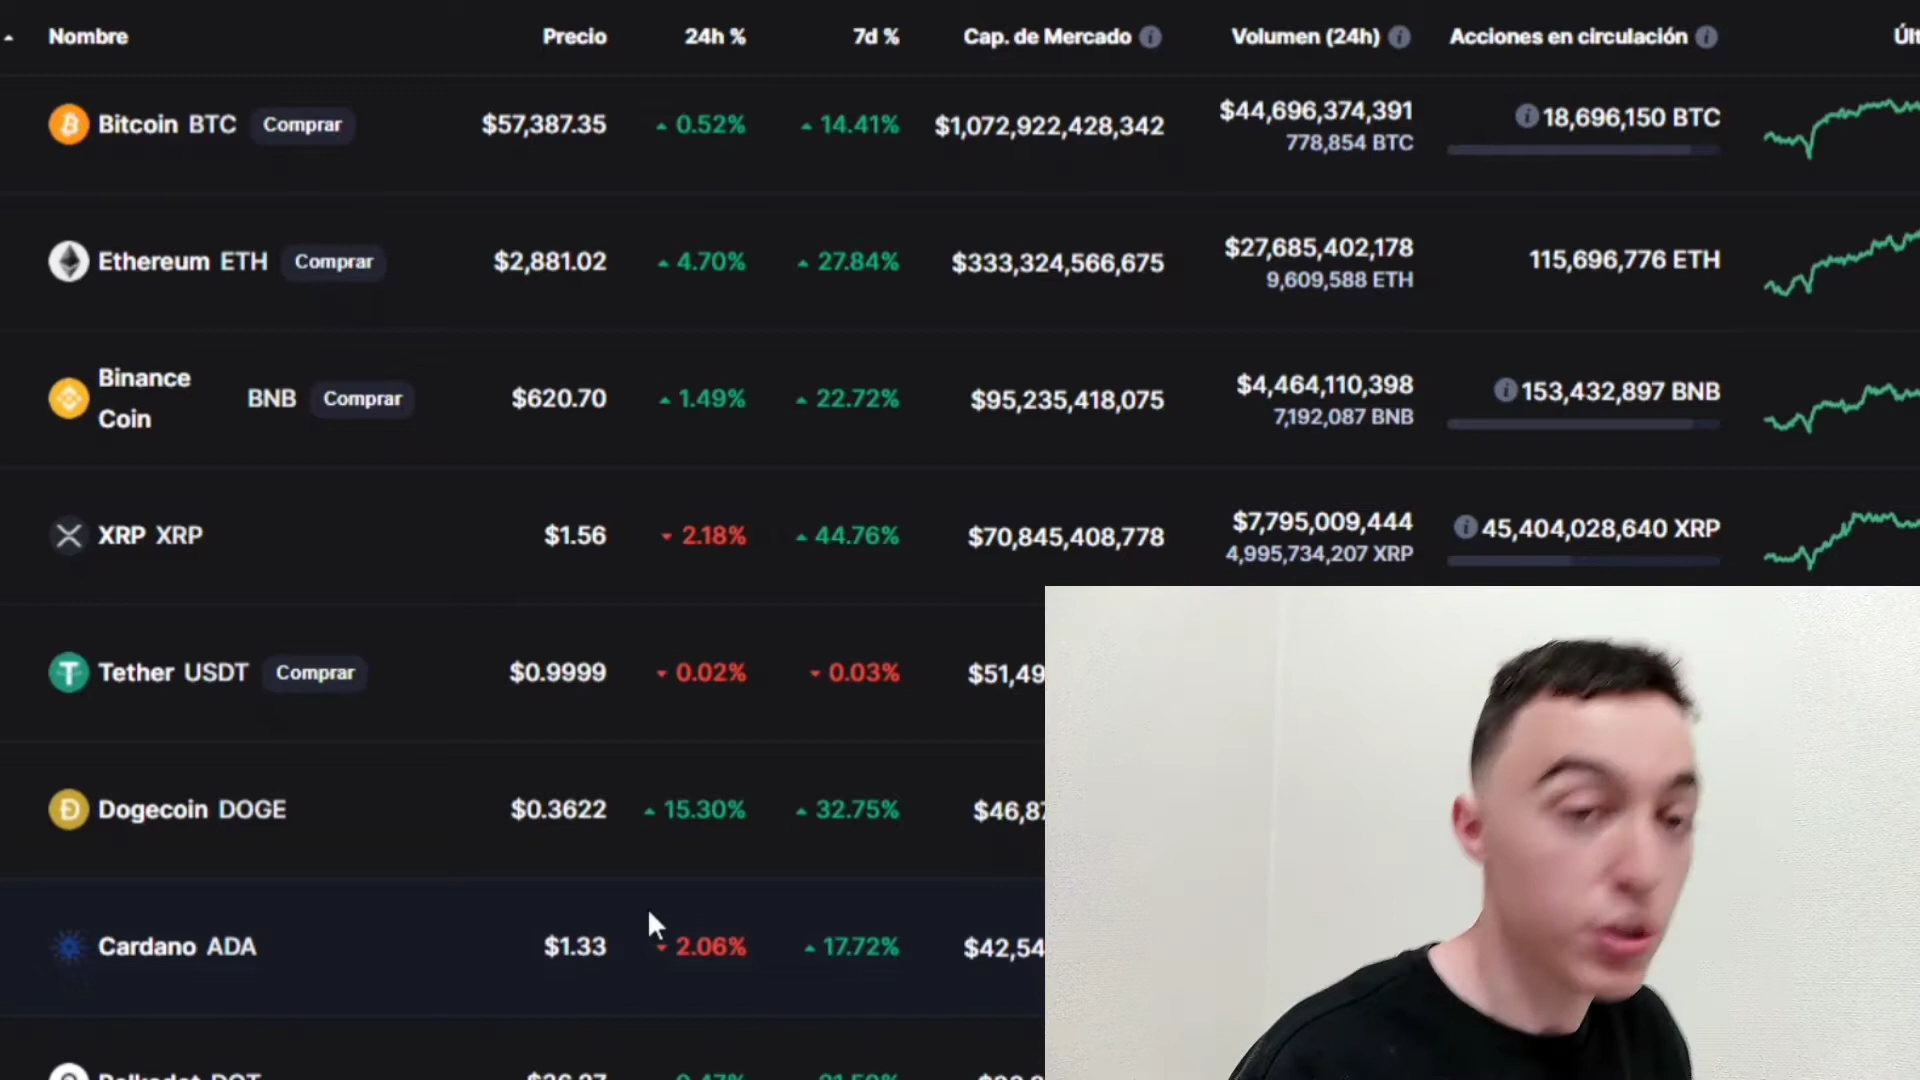 Nombre Precio 24h % 7d % Cap. de Mercado Volumen (24h) Acciones en circulación
Bitcoin BTC Comprar $57,387.35 0.52% 14.41% $1,072,922,428,342 $44,696,374,391 18,696,150 BTC
778,854 BTC
Ethereum ETH Comprar $2,881.02 4.70% 27.84% $333,324,566,675 $27,685,402,178 115,696,776 ETH
9,609,588 ETH
Binance
Coin BNB Comprar $620.70 1.49% 22.72% $95,235,418,075 $4,464,110,398 153,432,897 BNB
7,192,087 BNB
XRP XRP $1.56 2.18% 44.76% $70,845,408,778 $7,795,009,444 45,404,028,640 XRP
4,995,734,207 XRP
Tether USDT Comprar $0.9999 0.02% 0.03% $51,49
Dogecoin DOGE $0.3622 15.30% 32.75% $46,87
Cardano ADA $1.33 2.06% 17.72% $42,54